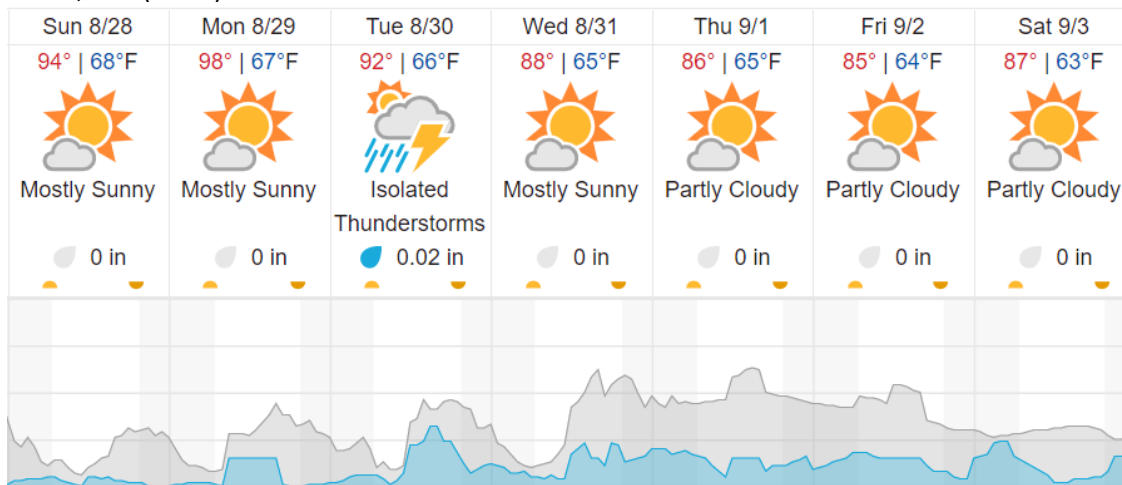 Sun 8/28 Mon 8/29 Tue 8/30 Wed 8/31 Thu 9/1 Fri 9/2 Sat 9/3
94° | 68°F 98° | 67°F 92° | 66°F 88° | 65°F 86° | 65°F 85° | 64°F 87° | 63°F
Mostly Sunny Mostly Sunny Isolated Mostly Sunny Partly Cloudy Partly Cloudy Partly Cloudy
Thunderstorms
0 in 0 in 0.02 in 0 in 0 in 0 in 0 in